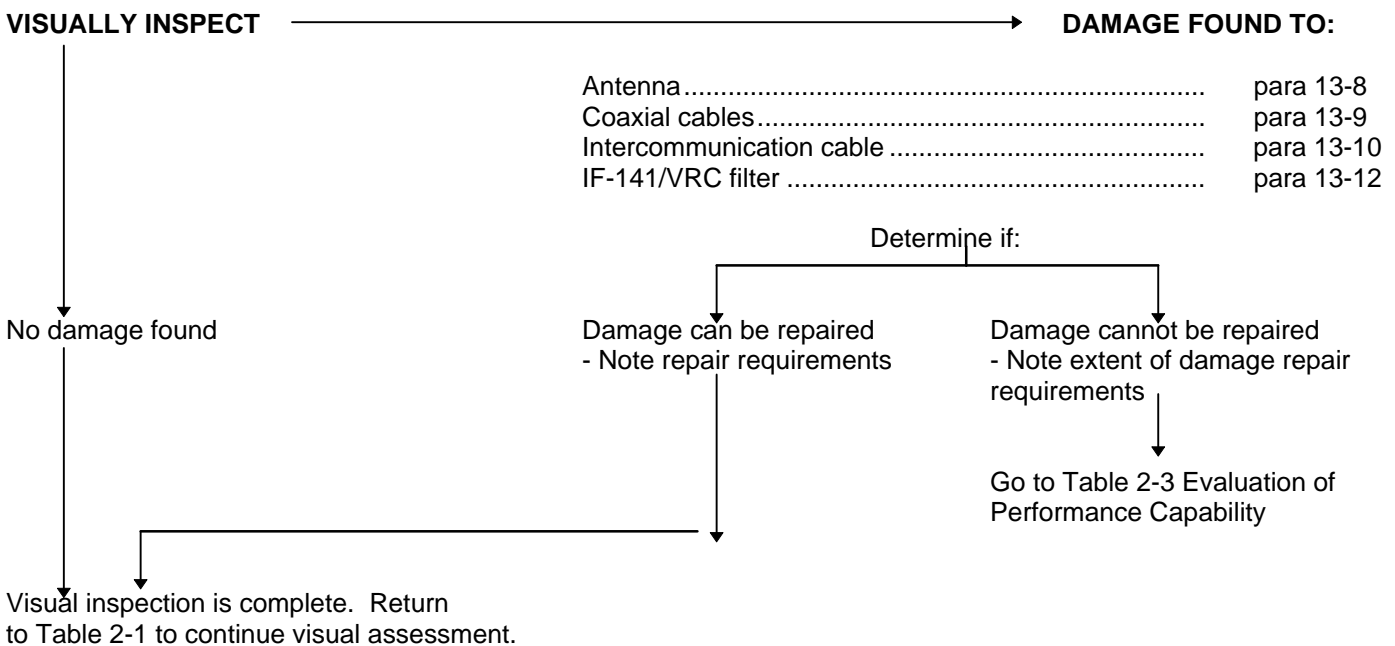 VISUALLY INSPECT DAMAGE FOUND TO:
Antenna....................................................................... para 13-8
Coaxial cables............................................................. para 13-9
Intercommunication cable ........................................... para 13-10
IF-141/VRC filter ......................................................... para 13-12
Determine if:
No damage found
Damage can be repaired
- Note repair requirements
Damage cannot be repaired
- Note extent of damage repair
requirements
Go to Table 2-3 Evaluation of
Performance Capability
Visual inspection is complete.  Return
to Table 2-1 to continue visual assessment.